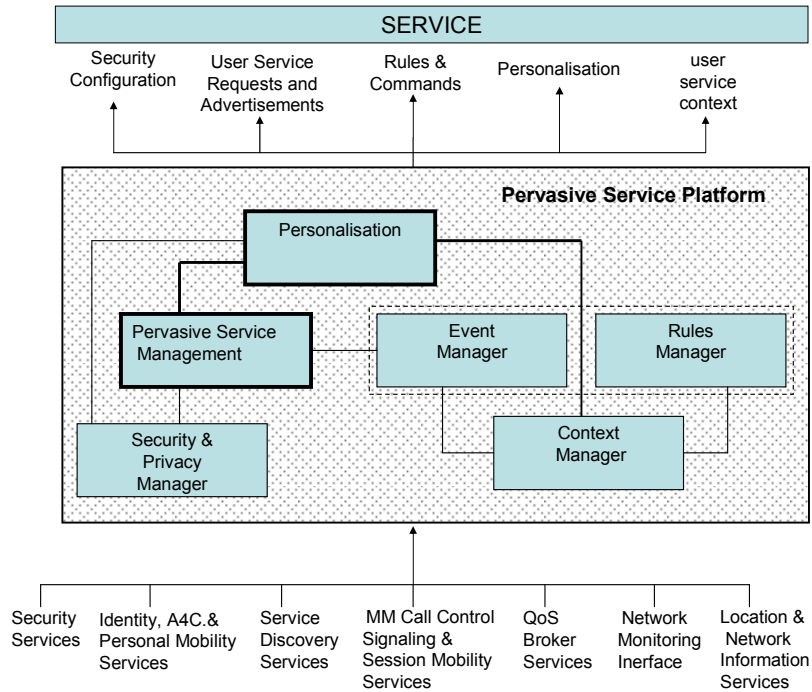 SERVICE
Security
Configuration
User Service
Requests and
Advertisements
Rules &
Commands
Personalisation
user
service
context
Pervasive Service Platform
Personalisation
Pervasive Service
Management
Event
Manager
Rules
Manager
Security &
Privacy
Manager
Context
Manager
Security
Services
Identity, A4C.&
Personal Mobility
Services
Service
Discovery
Services
MM Call Control
Signaling &
Session Mobility
Services
QoS
Broker
Services
Network
Monitoring
Inerface
Location &
Network
Information
Services